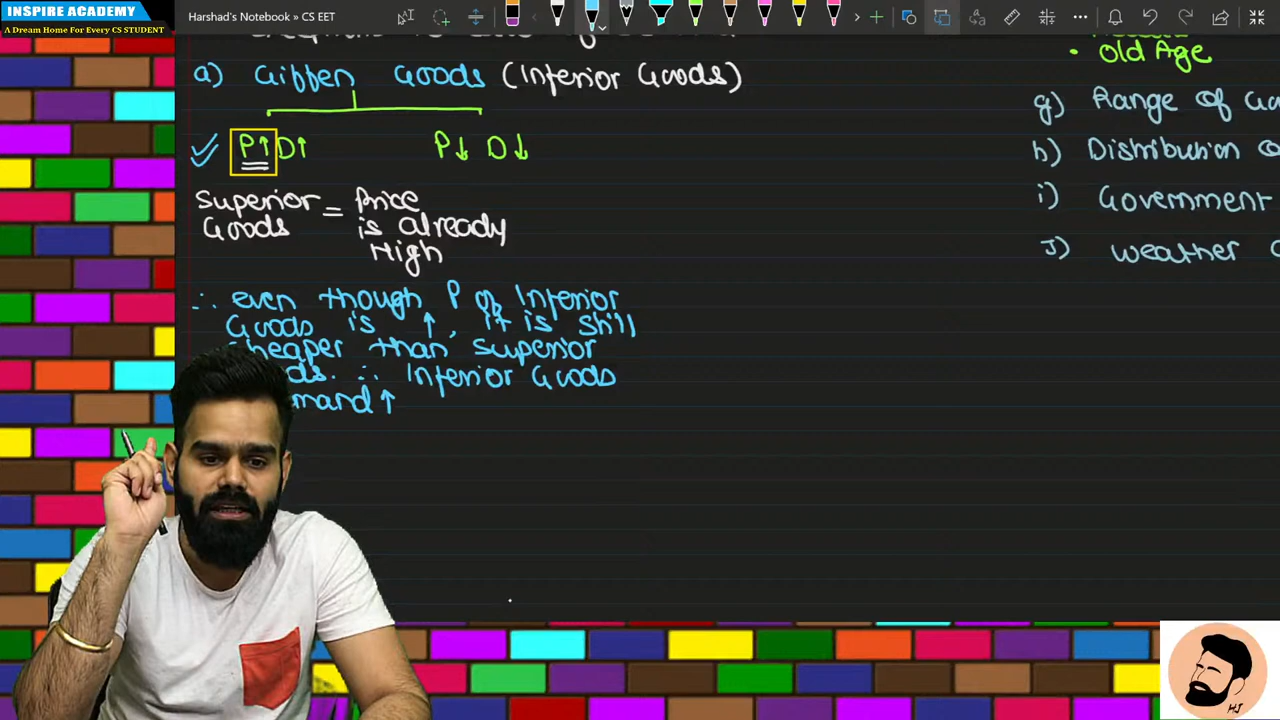 INSPIRE ACADEMY
A Dream Home For Every CS STUDENT
Harshad's Notebook » CS EET
Old Age
a) Giffen Goods (Inferior Goods)
P↑ D↑ P↓ D↓
Superior Goods = Price is Already High
∴ even though P of Inferior
Goods is ↑, it is still
cheaper than superior
∴ Inferior Goods
↑
g) Range of
h) Distribution
i) Government
J) weather
HS